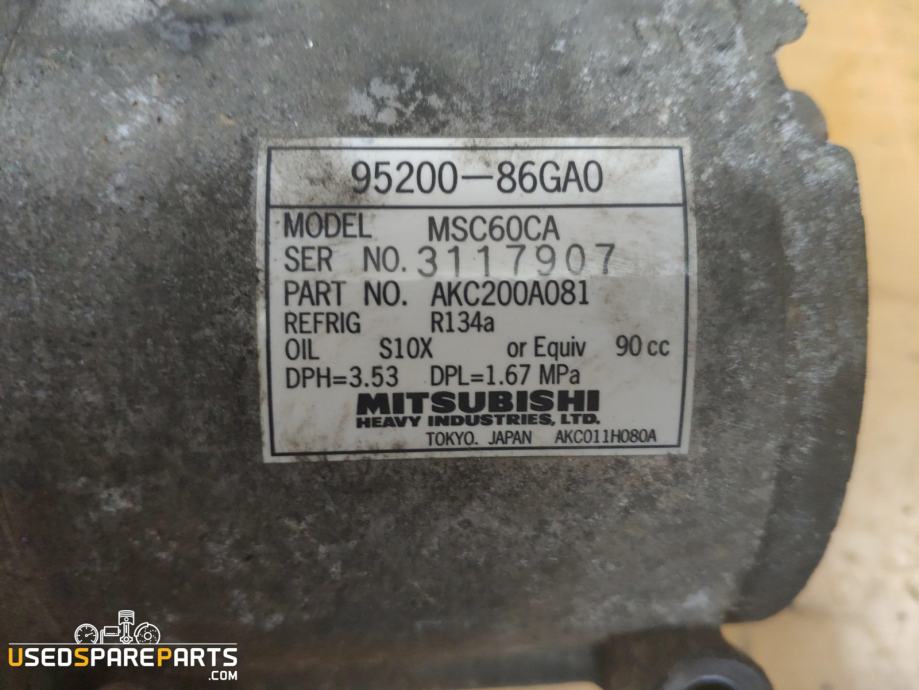 95200-86GA0
MODEL MSC60CA
SER NO. 3117907
PART NO. AKC200A081
REFRIG R134a
OIL S10X or Equiv 90 cc
DPH=3.53 DPL=1.67 MPa
MITSUBISHI
HEAVY INDUSTRIES, LTD.
TOKYO. JAPAN AKC011H080A
USEDSPAREPARTS
.COM